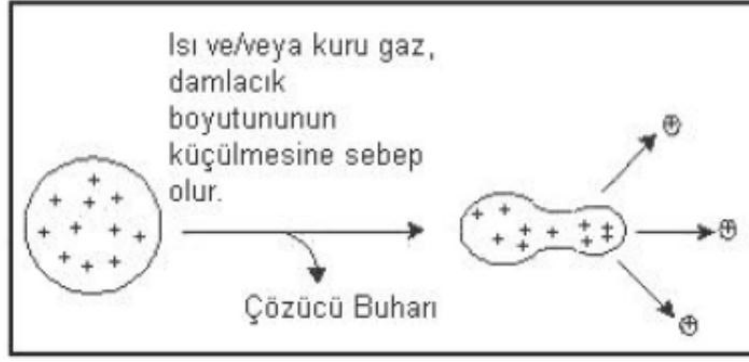 Isı ve/veya kuru gaz,
damlacık
boyutununun
küçülmesine sebep
olur.
Çözücü Buharı